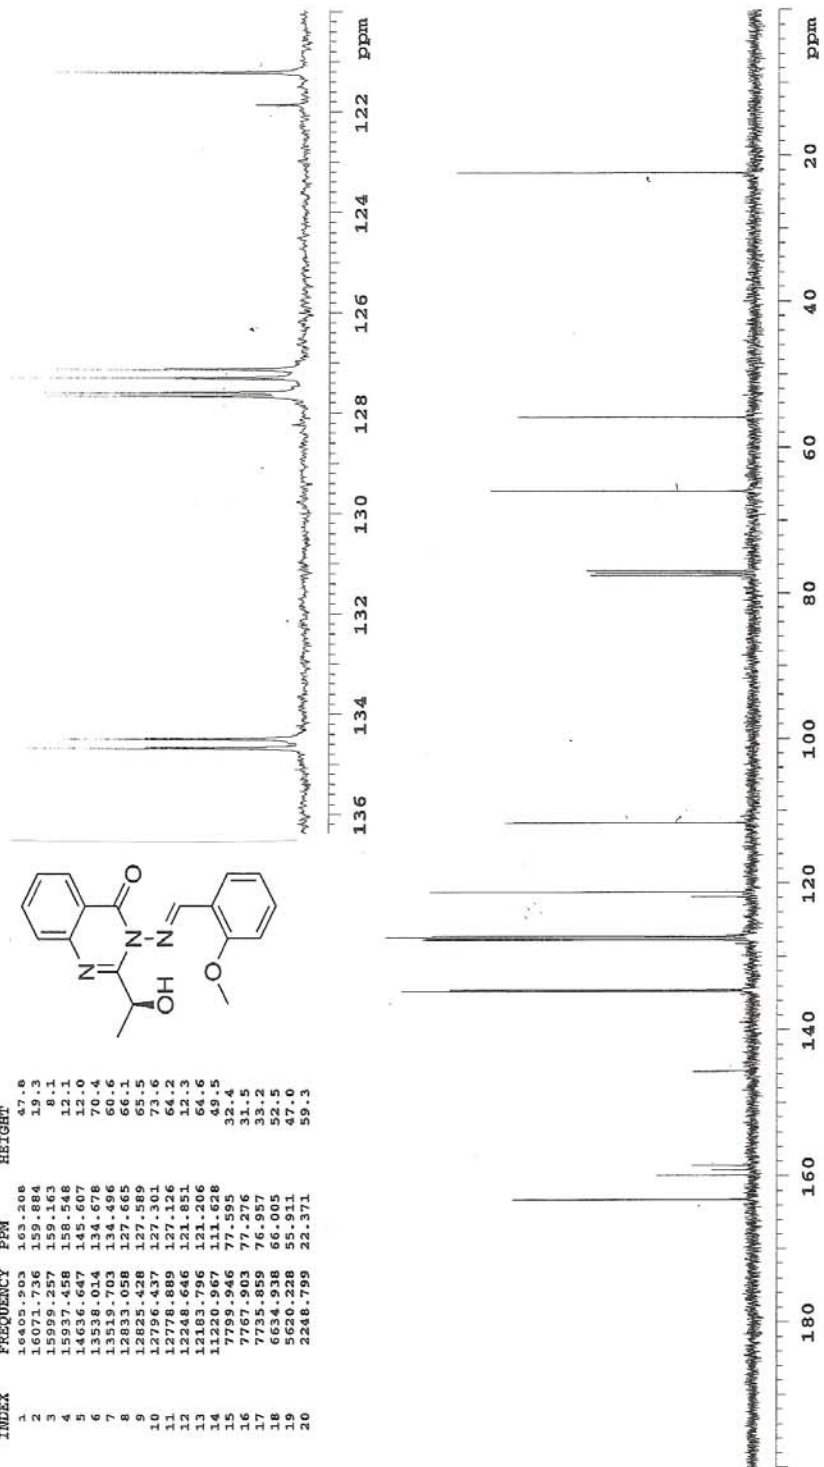 INDEX FREQUENCY PPM HEIGHT
1 16405.903 163.208 47.8
2 16071.736 159.884 19.3
3 15999.257 159.163 8.1
4 15937.458 158.548 12.1
5 14636.647 145.607 12.0
6 13538.014 134.678 70.4
7 13519.703 134.496 60.6
8 12833.058 127.665 66.1
9 12825.428 127.589 65.5
10 12796.437 127.301 73.6
11 12778.889 127.126 64.2
12 12248.646 121.851 12.3
13 12183.796 121.206 64.6
14 11220.967 111.628 49.5
15 7799.946 77.595 32.4
16 7767.903 77.276 31.5
17 7735.859 76.957 33.2
18 6634.938 66.005 52.5
19 5620.228 55.911 47.0
20 2248.799 22.371 59.3
N
N
N
O
OH
O
136 134 132 130 128 126 124 122 ppm
180 160 140 120 100 80 60 40 20 ppm